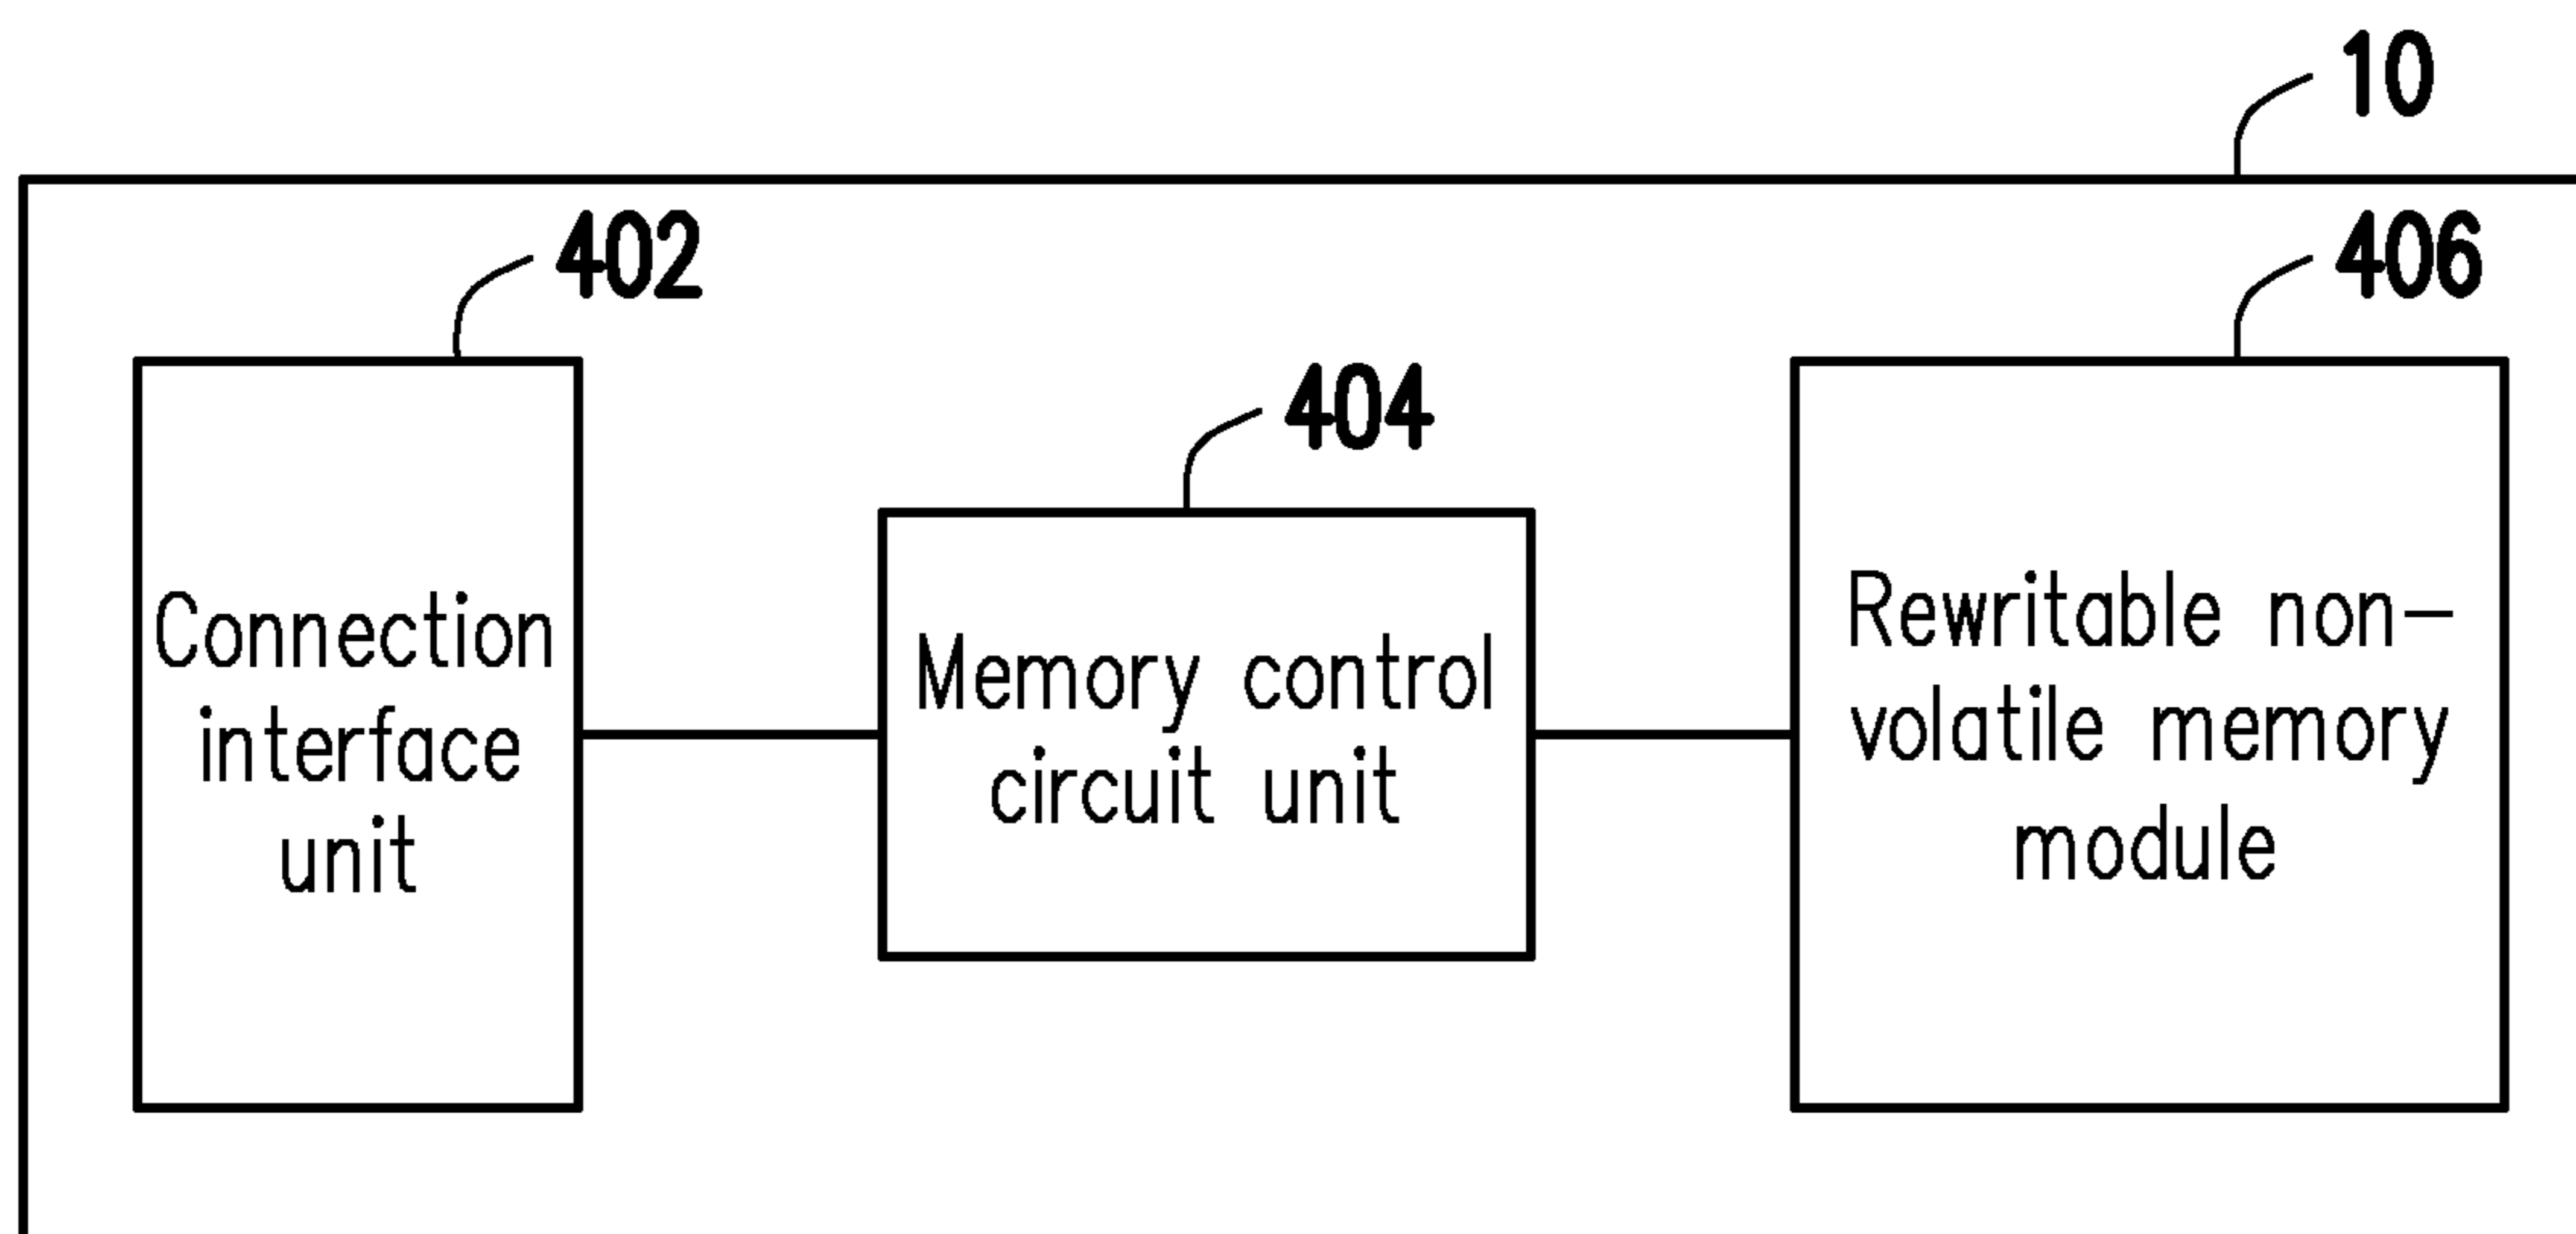 10
402
406
404
Connection
interface
unit
Memory control
circuit unit
Rewritable non-
volatile memory
module